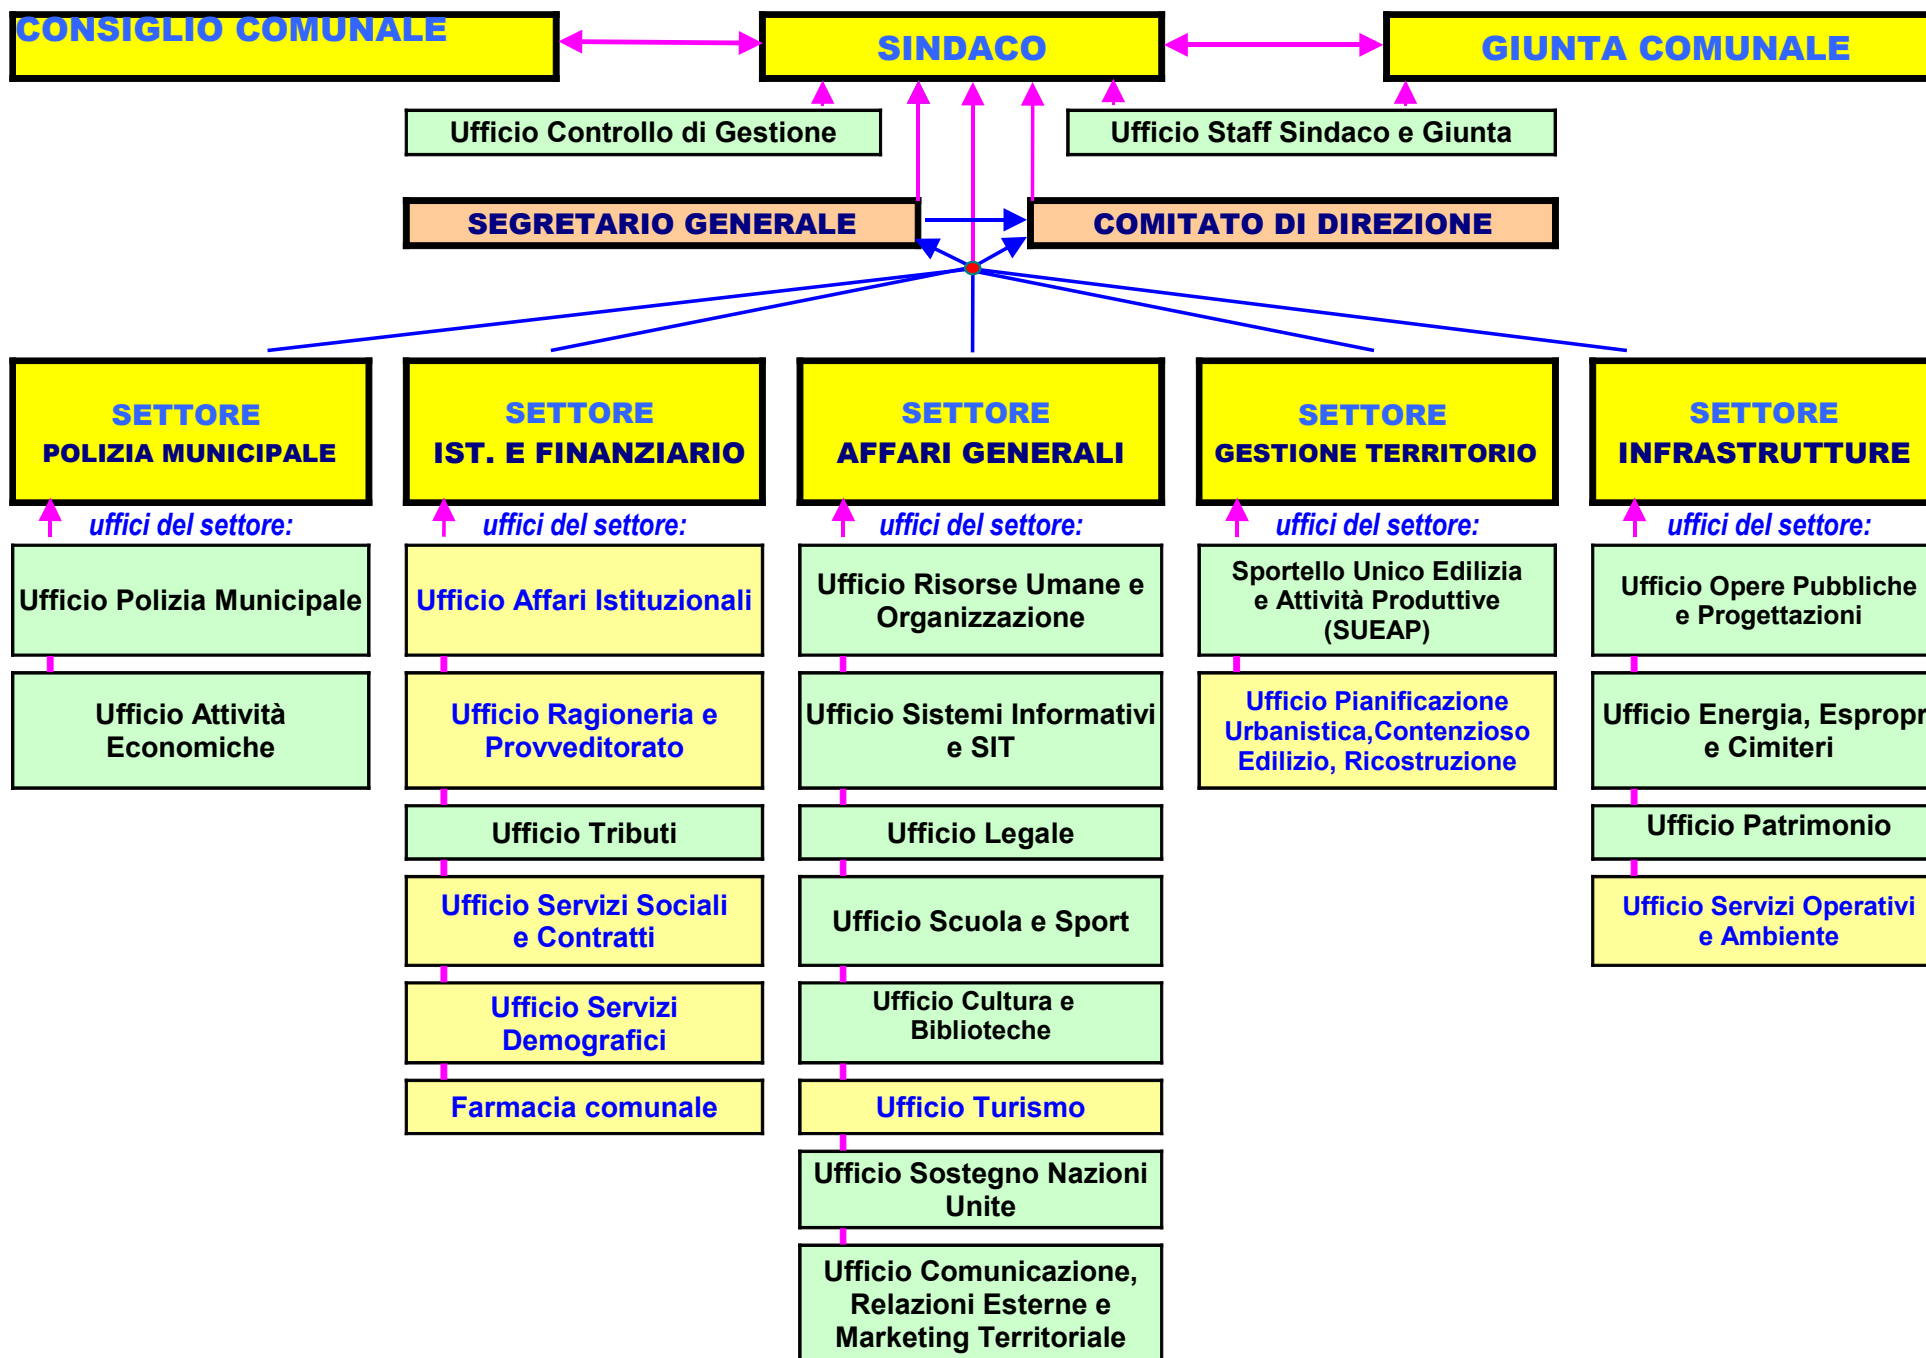 CONSIGLIO COMUNALE
SINDACO
GIUNTA COMUNALE
Ufficio Controllo di Gestione
Ufficio Staff Sindaco e Giunta
SEGRETARIO GENERALE
COMITATO DI DIREZIONE
SETTORE
POLIZIA MUNICIPALE
SETTORE
IST. E FINANZIARIO
SETTORE
AFFARI GENERALI
SETTORE
GESTIONE TERRITORIO
SETTORE
INFRASTRUTTURE
uffici del settore:
uffici del settore:
uffici del settore:
uffici del settore:
uffici del settore:
Ufficio Polizia Municipale
Ufficio Attività
Economiche
Ufficio Affari Istituzionali
Ufficio Ragioneria e
Provveditorato
Ufficio Tributi
Ufficio Servizi Sociali
e Contratti
Ufficio Servizi
Demografici
Farmacia comunale
Ufficio Risorse Umane e
Organizzazione
Ufficio Sistemi Informativi
e SIT
Ufficio Legale
Ufficio Scuola e Sport
Ufficio Cultura e
Biblioteche
Ufficio Turismo
Ufficio Sostegno Nazioni
Unite
Ufficio Comunicazione,
Relazioni Esterne e
Marketing Territoriale
Sportello Unico Edilizia
e Attività Produttive
(SUEAP)
Ufficio Pianificazione
Urbanistica,Contenzioso
Edilizio, Ricostruzione
Ufficio Opere Pubbliche
e Progettazioni
Ufficio Energia, Espropr
e Cimiteri
Ufficio Patrimonio
Ufficio Servizi Operativi
e Ambiente